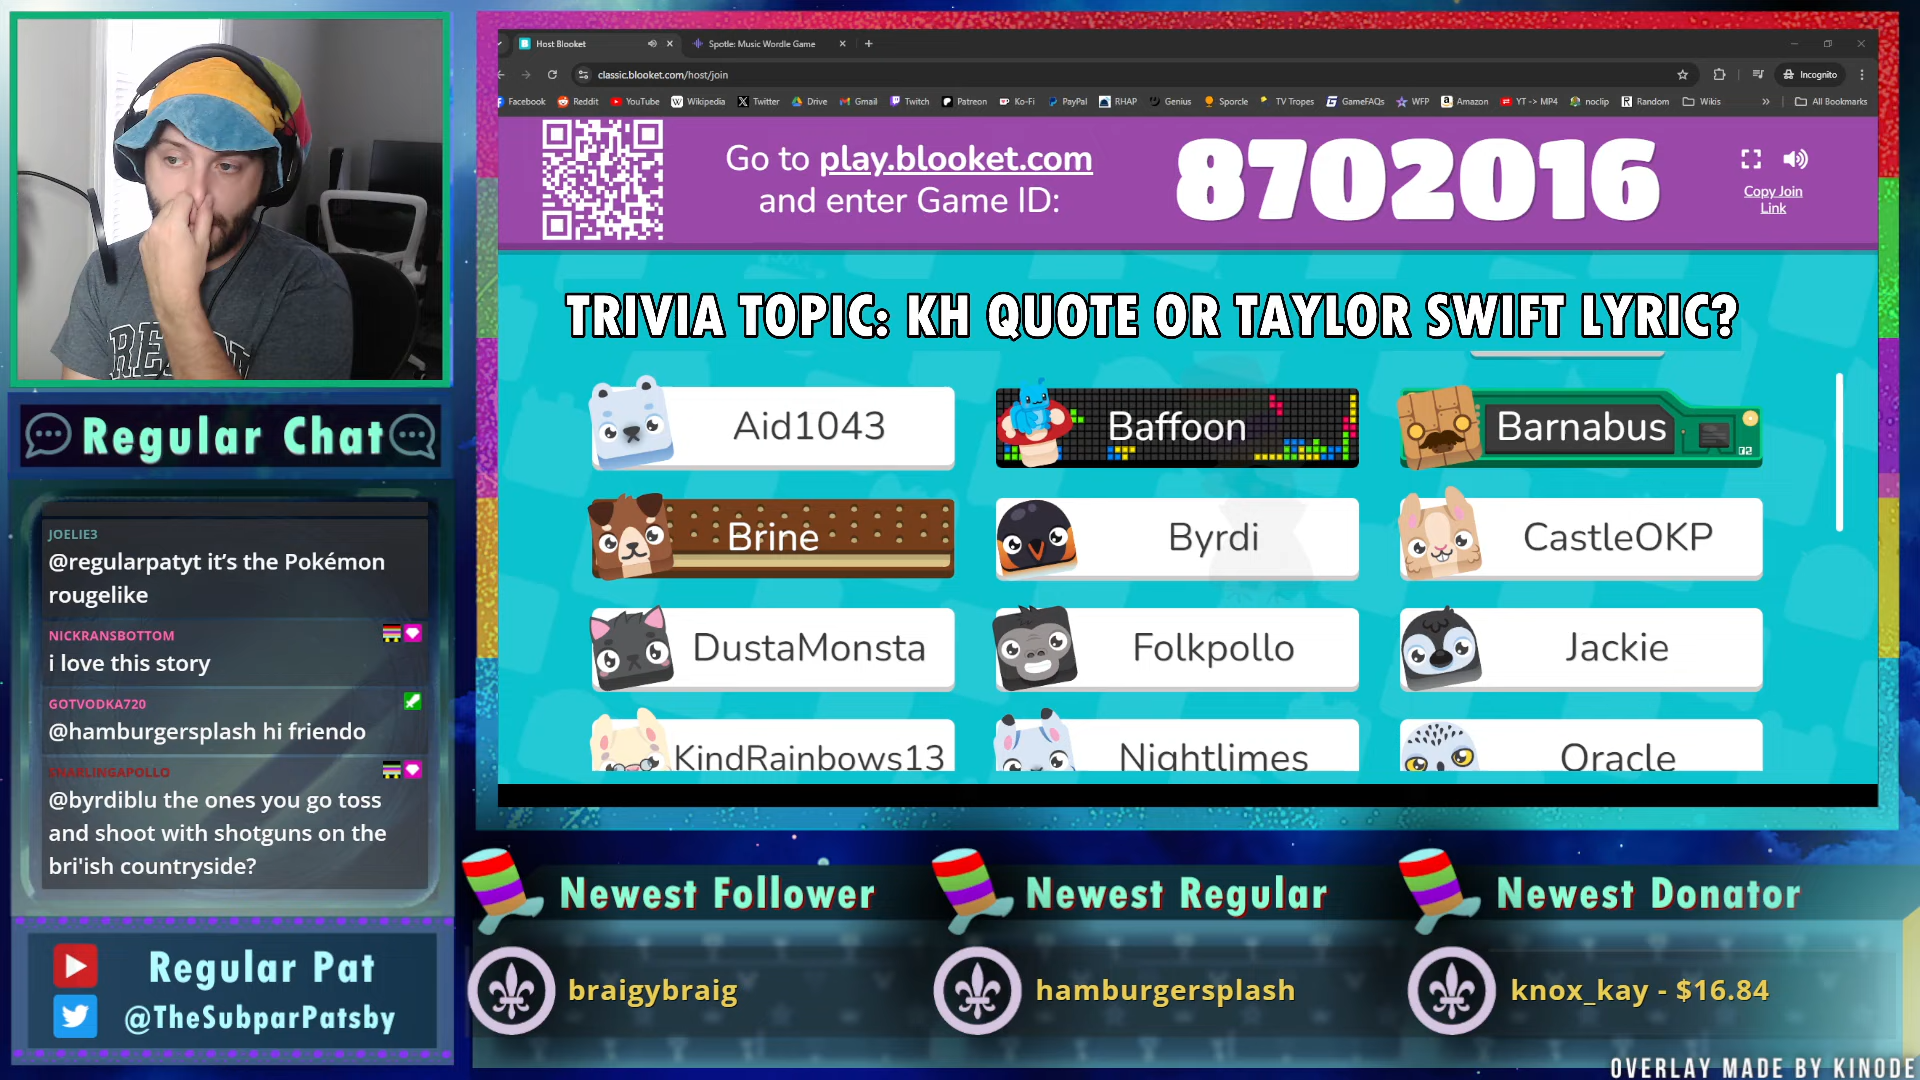 Host Blooket
Spotle: Music Wordle Game
classic.blooket.com/host/join
Incognito
Facebook
Reddit
YouTube
Wikipedia
Twitter
Drive
Gmail
Twitch
Patreon
Ko-Fi
PayPal
RHAP
Genius
Sporcle
TV Tropes
GameFAQs
WFP
Amazon
YT -> MP4
noclip
Random
Wikis
All Bookmarks
Go to play.blooket.com
and enter Game ID:
8702016
Copy Join
Link
TRIVIA TOPIC: KH QUOTE OR TAYLOR SWIFT LYRIC?
Aid1043
Baffoon
Barnabus
Brine
Byrdi
CastleOKP
DustaMonsta
Folkpollo
Jackie
KindRainbows13
Nightlimes
Oracle
Regular Chat
JOELIE3
@regularpatyt it’s the Pokémon
rougelike
NICKRANSBOTTOM
i love this story
GOTVODKA720
@hamburgersplash hi friendo
@byrdiblu the ones you go toss
and shoot with shotguns on the
bri'ish countryside?
Regular Pat
@TheSubparPatsby
Newest Follower
braigybraig
Newest Regular
hamburgersplash
Newest Donator
knox_kay - $16.84
OVERLAY MADE BY KINODE